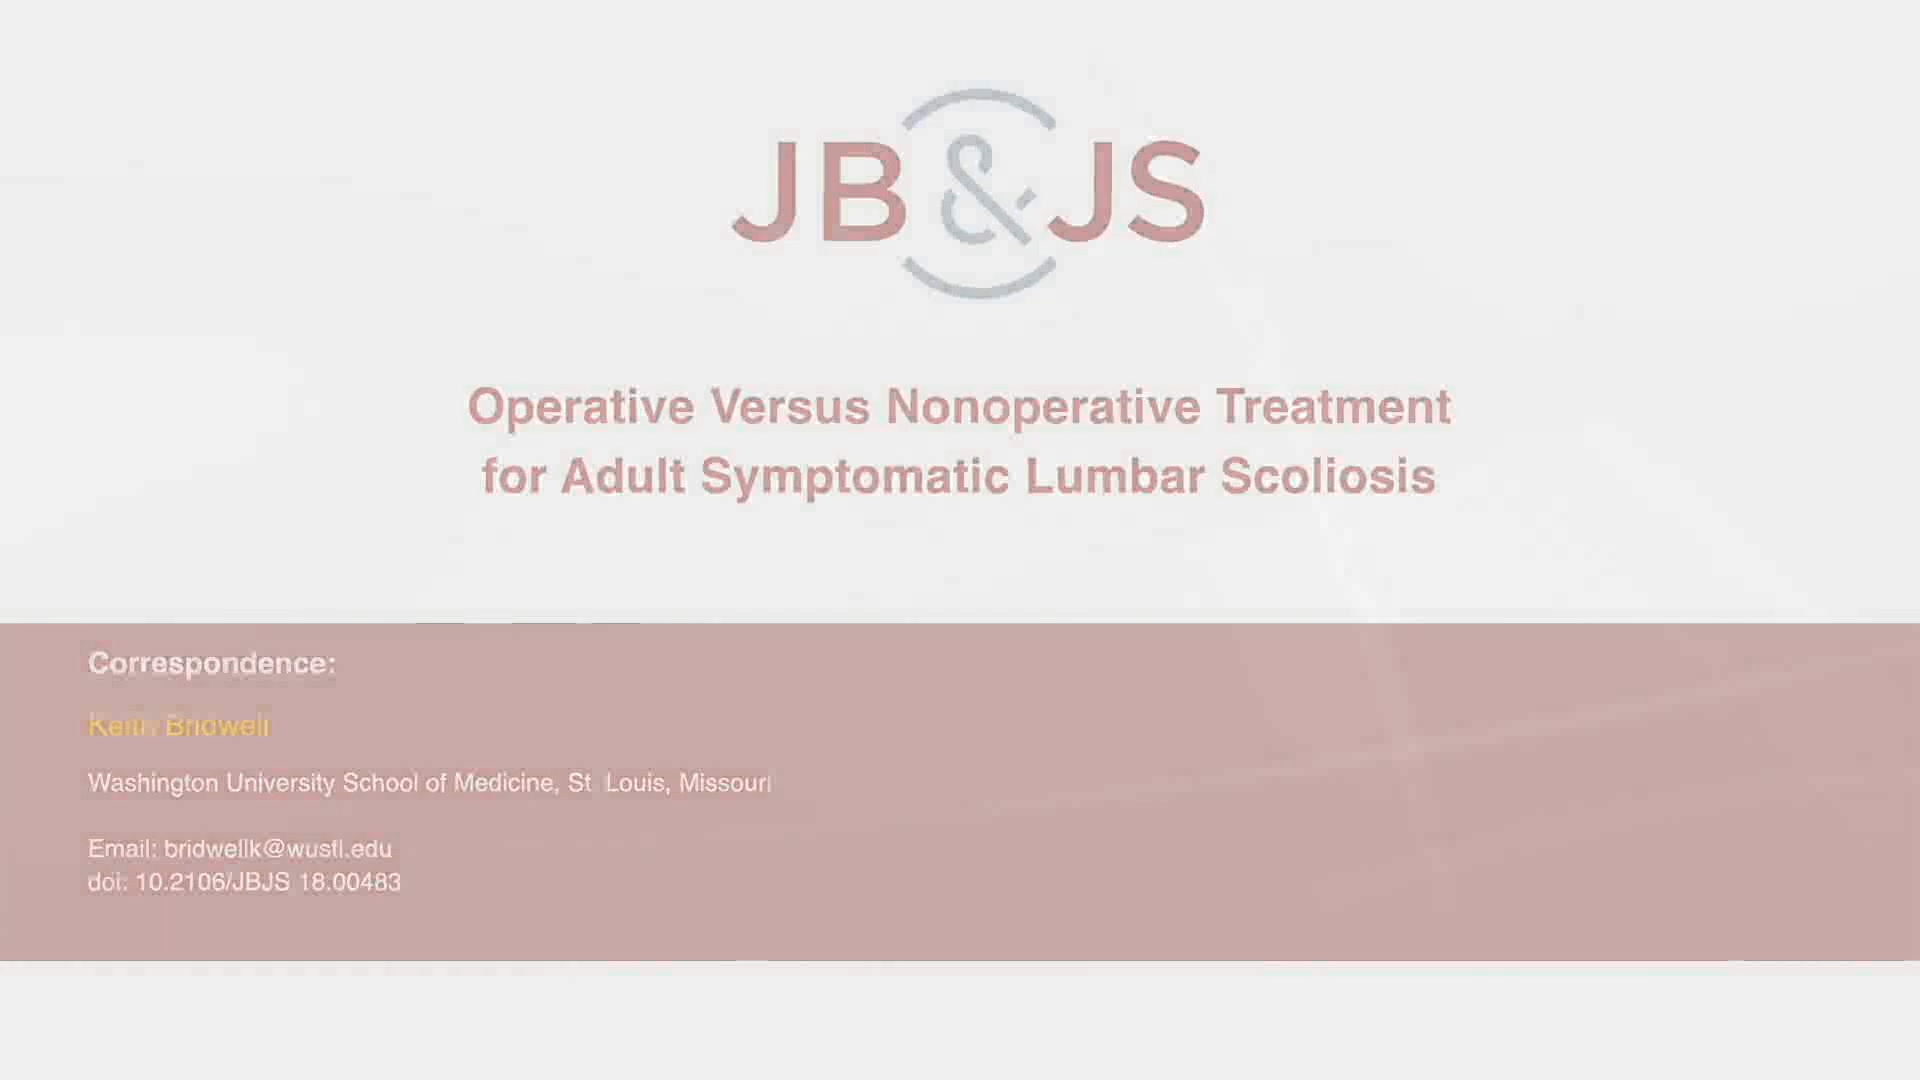 JB&JS
Operative Versus Nonoperative Treatment
for Adult Symptomatic Lumbar Scoliosis
Correspondence:
Keith Bridwell
Washington University School of Medicine, St. Louis, Missouri
Email: bridwellk@wustl.edu
doi: 10.2106/JBJS 18.00483